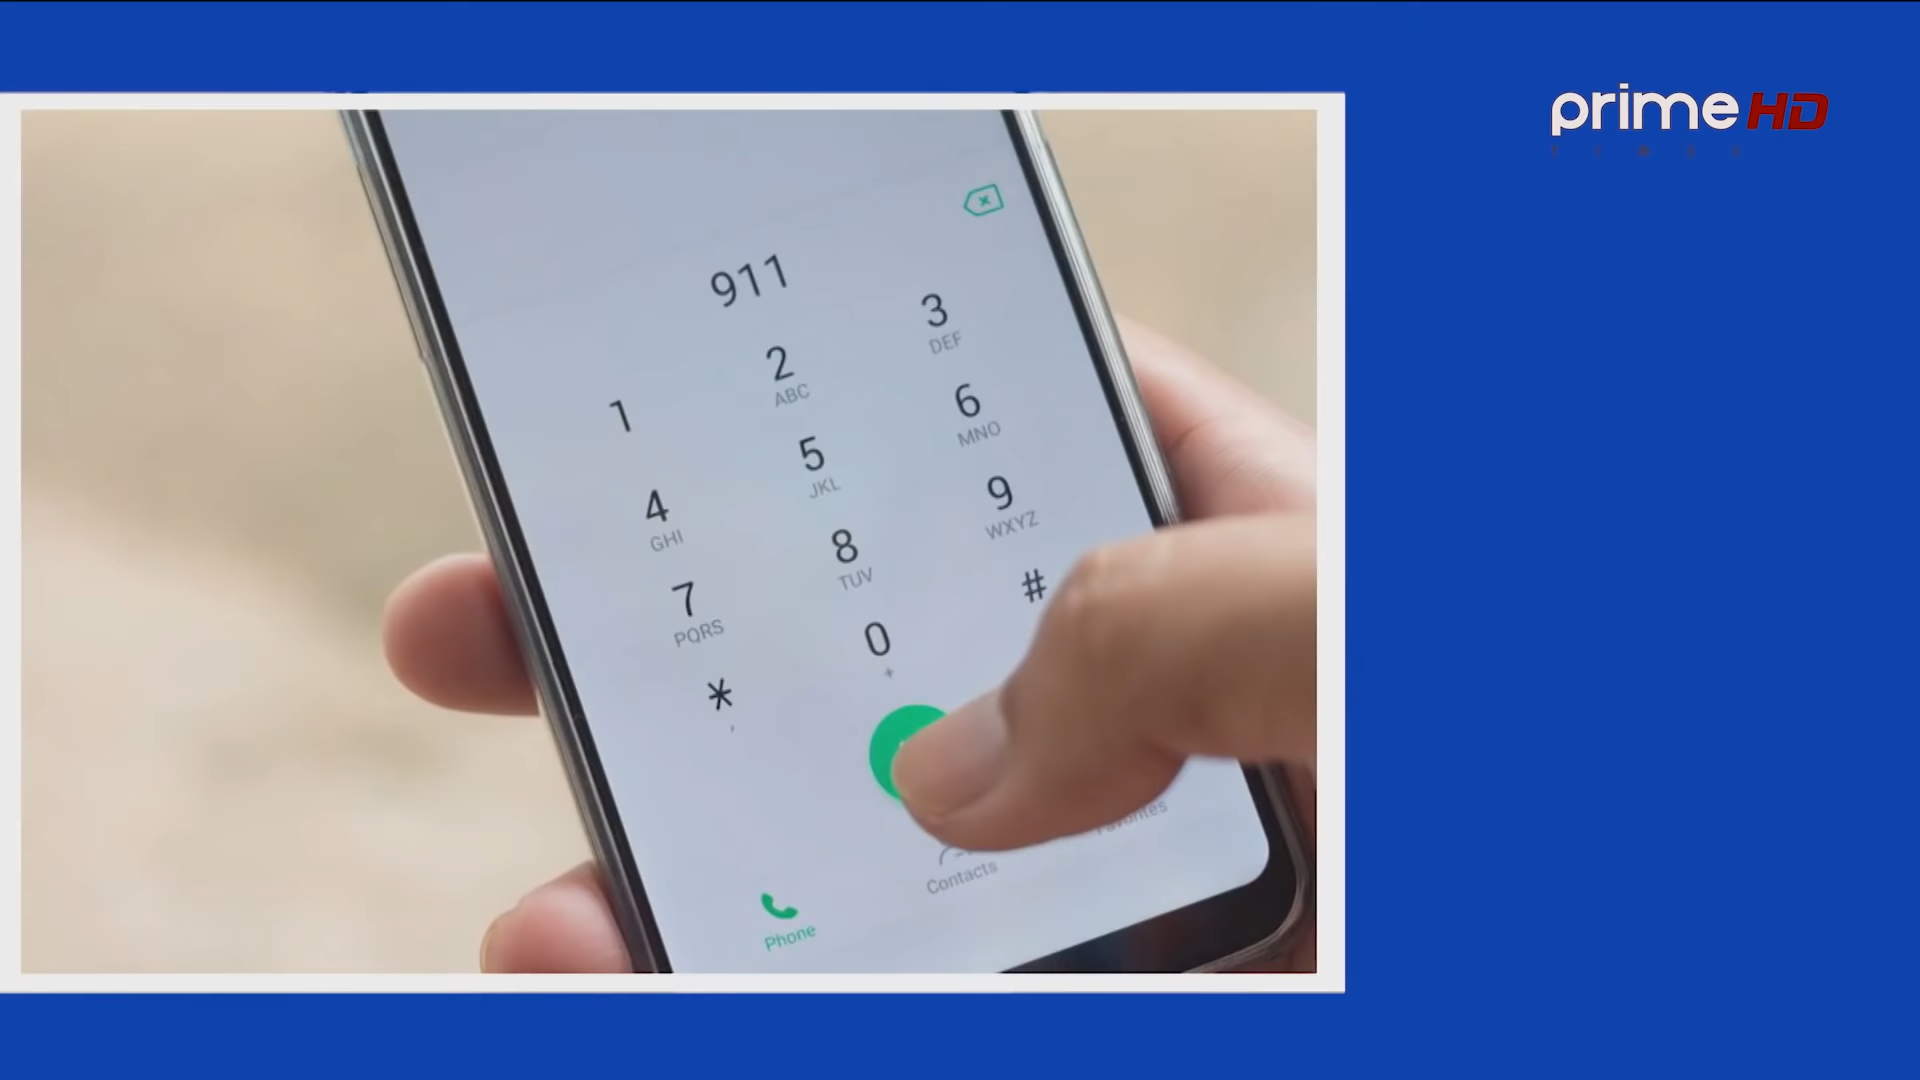 prime HD
911
1
2
ABC
3
DEF
4
GHI
5
JKL
6
MNO
7
PQRS
8
TUV
9
WXYZ
*
,
0
+
#
Phone
Contacts
Favorites